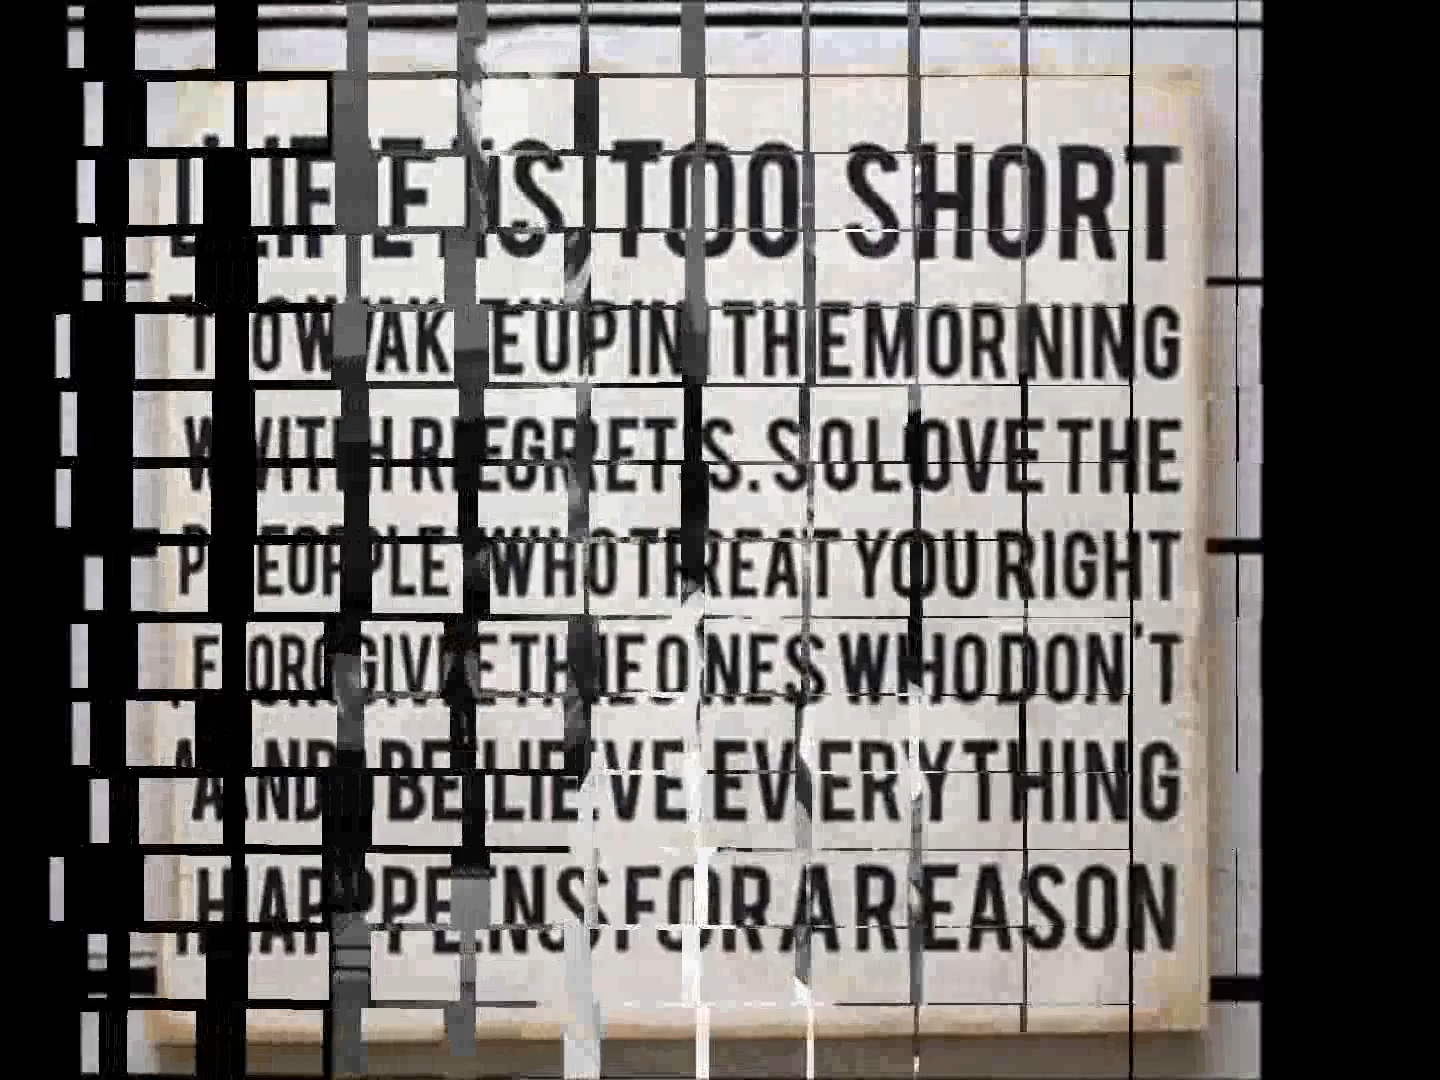 LIFE IS TOO SHORT
TO WAKE UP IN THE MORNING
WITH REGRETS. SO LOVE THE
PEOPLE WHO TREAT YOU RIGHT
FORGIVE THE ONES WHO DON'T
AND BELIEVE EVERYTHING
HAPPENS FOR A REASON